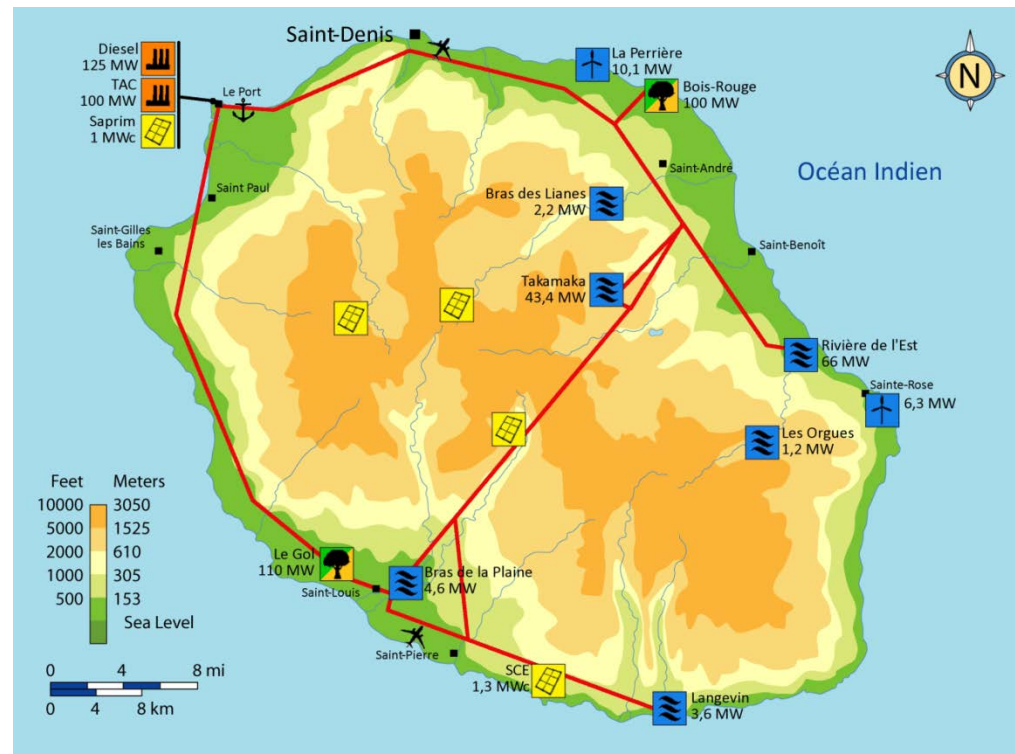 Saint-Denis
Diesel
125 MW
TAC
100 MW
Saprim
1 MWc
Le Port
La Perrière
10,1 MW
Bois-Rouge
100 MW
N
Saint-André
Océan Indien
Saint Paul
Bras des Lianes
2,2 MW
Saint-Gilles
les Bains
Saint-Benoît
Takamaka
43,4 MW
Rivière de l'Est
66 MW
Sainte-Rose
6,3 MW
Les Orgues
1,2 MW
Feet Meters
10000 3050
5000 1525
2000 610
1000 305
500 153
Sea Level
Le Gol
110 MW
Saint-Louis
Bras de la Plaine
4,6 MW
Saint-Pierre
SCE
1,3 MWc
Langevin
3,6 MW
0 4 8 mi
0 4 8 km